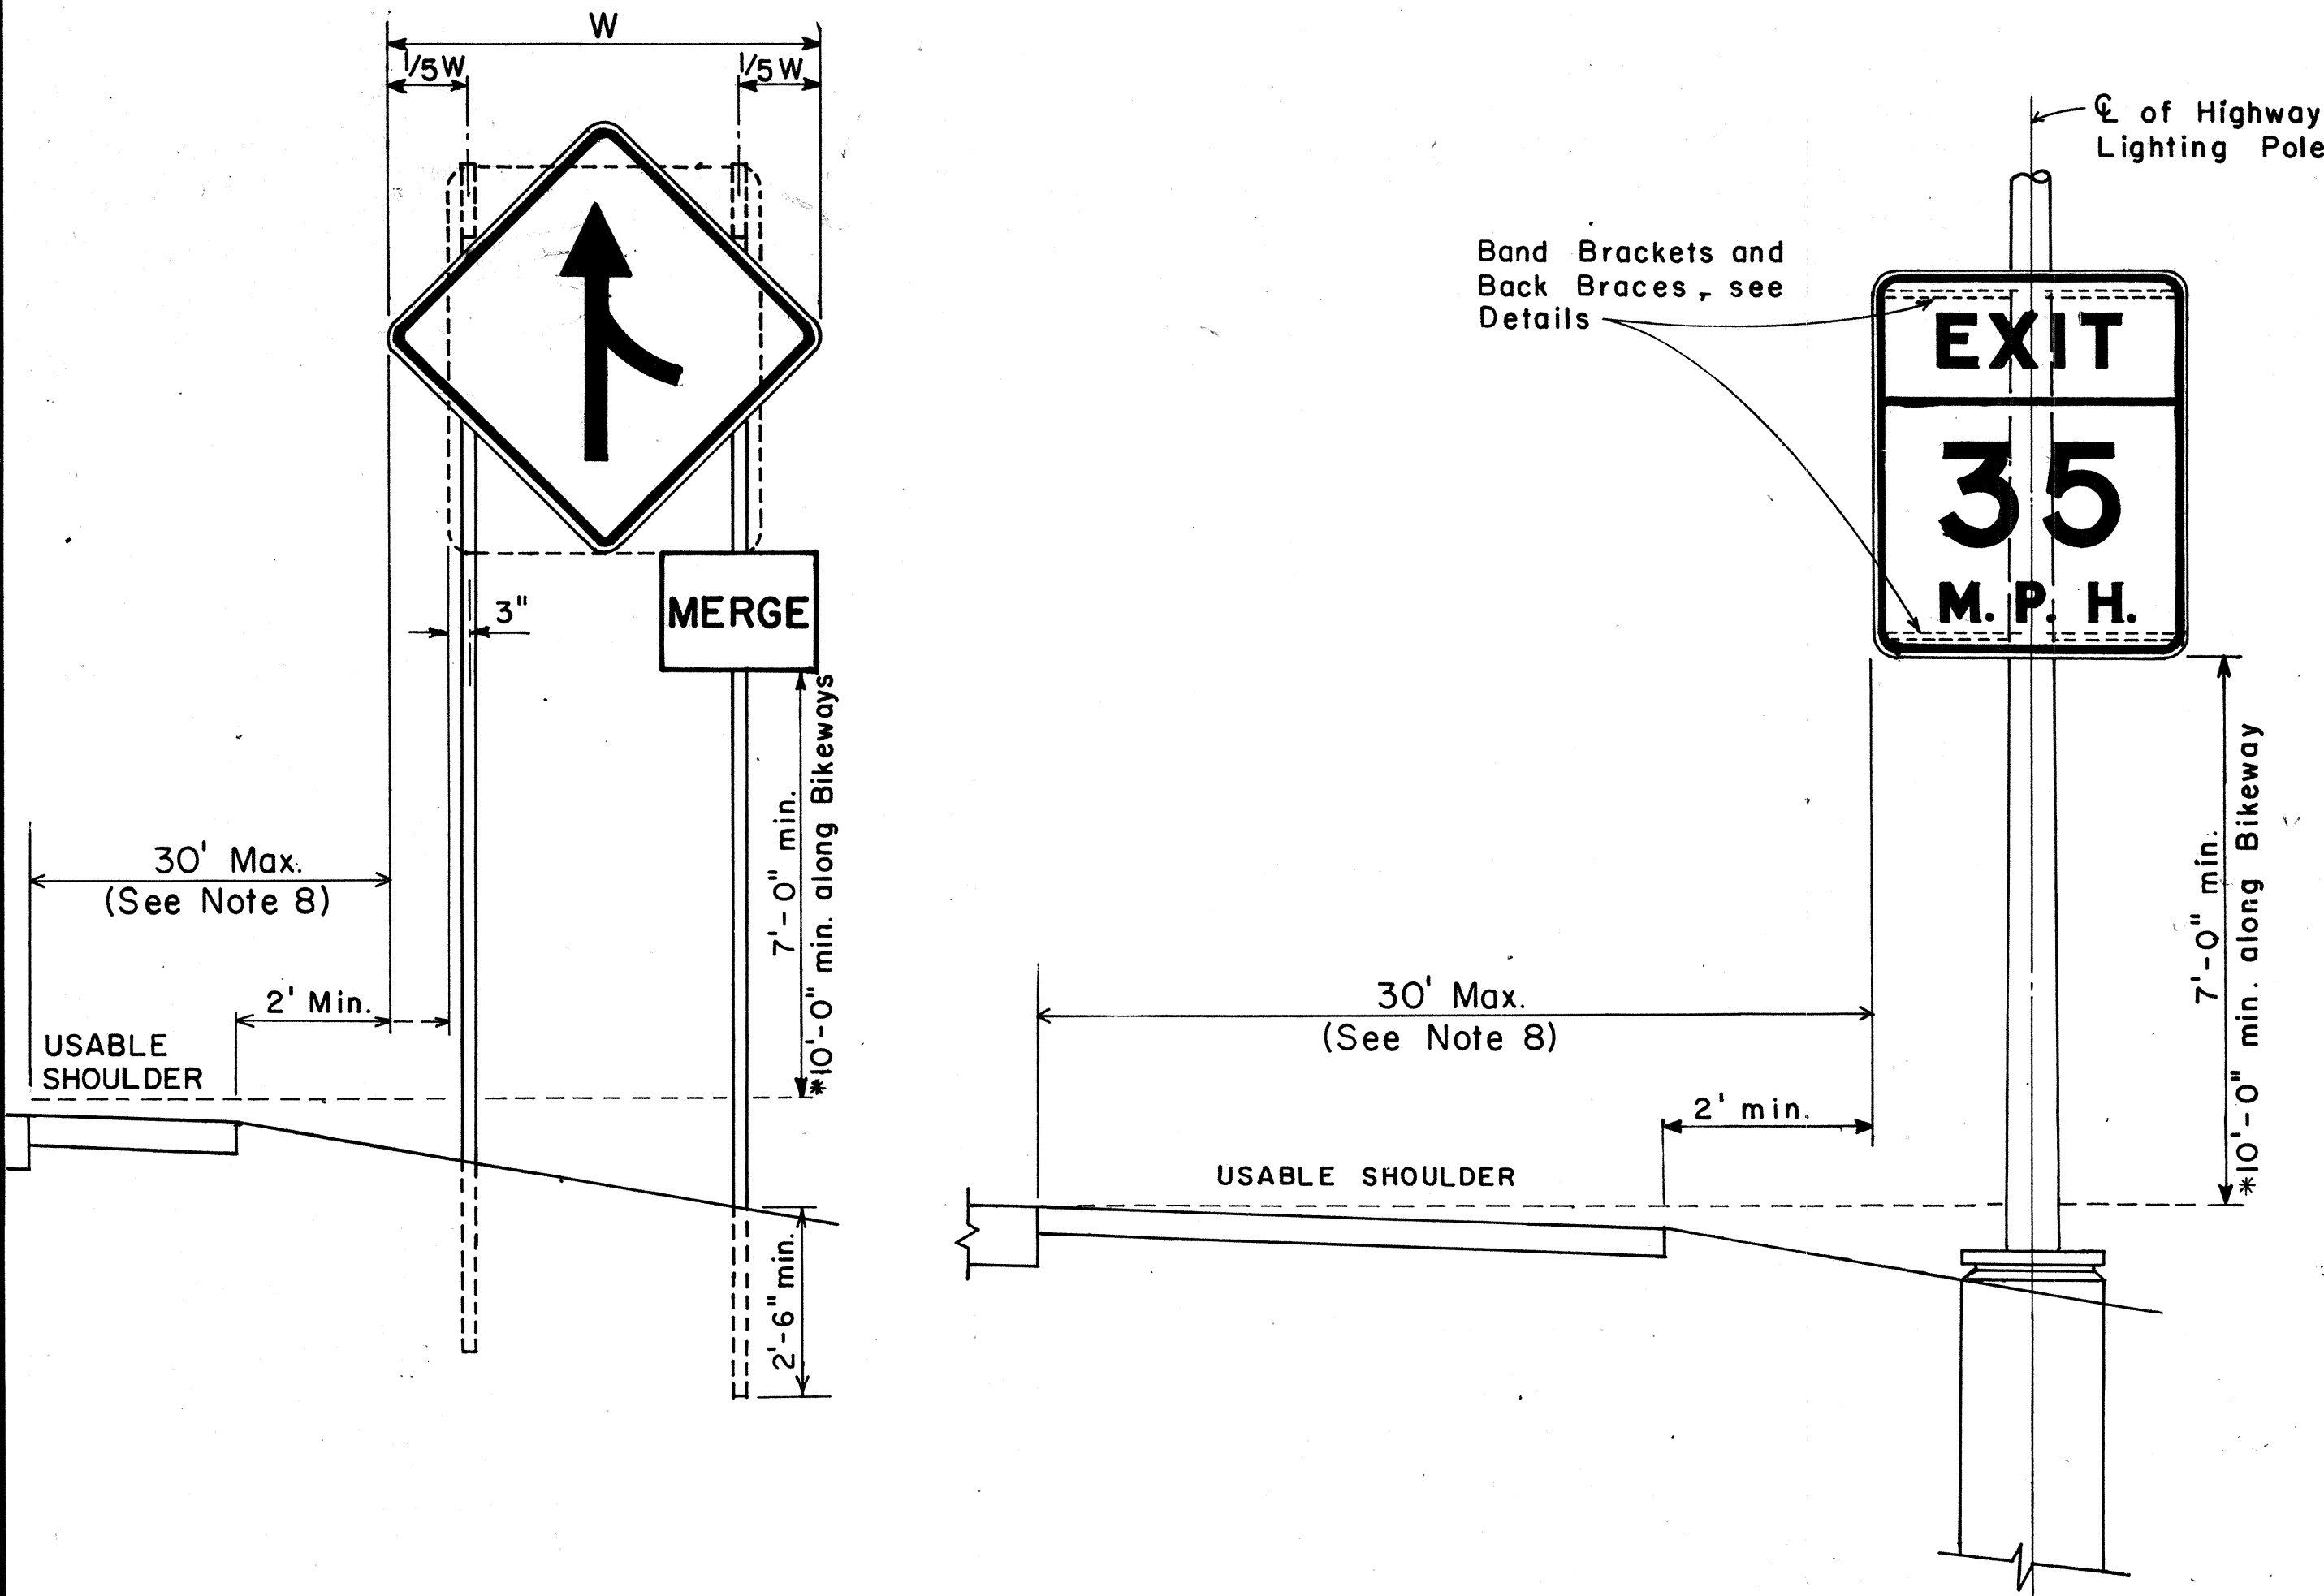 W
1/5 W
1/5 W
MERGE
3"
7'-0" min.
*10'-0" min. along Bikeways
30' Max.
(See Note 8)
2' Min.
USABLE
SHOULDER
2'-6" min.
℄ of Highway
Lighting Pole
Band Brackets and
Back Braces, see
Details
EXIT
35
M. P. H.
7'-0" min.
*10'-0" min. along Bikeway
30' Max.
(See Note 8)
2' min.
USABLE SHOULDER